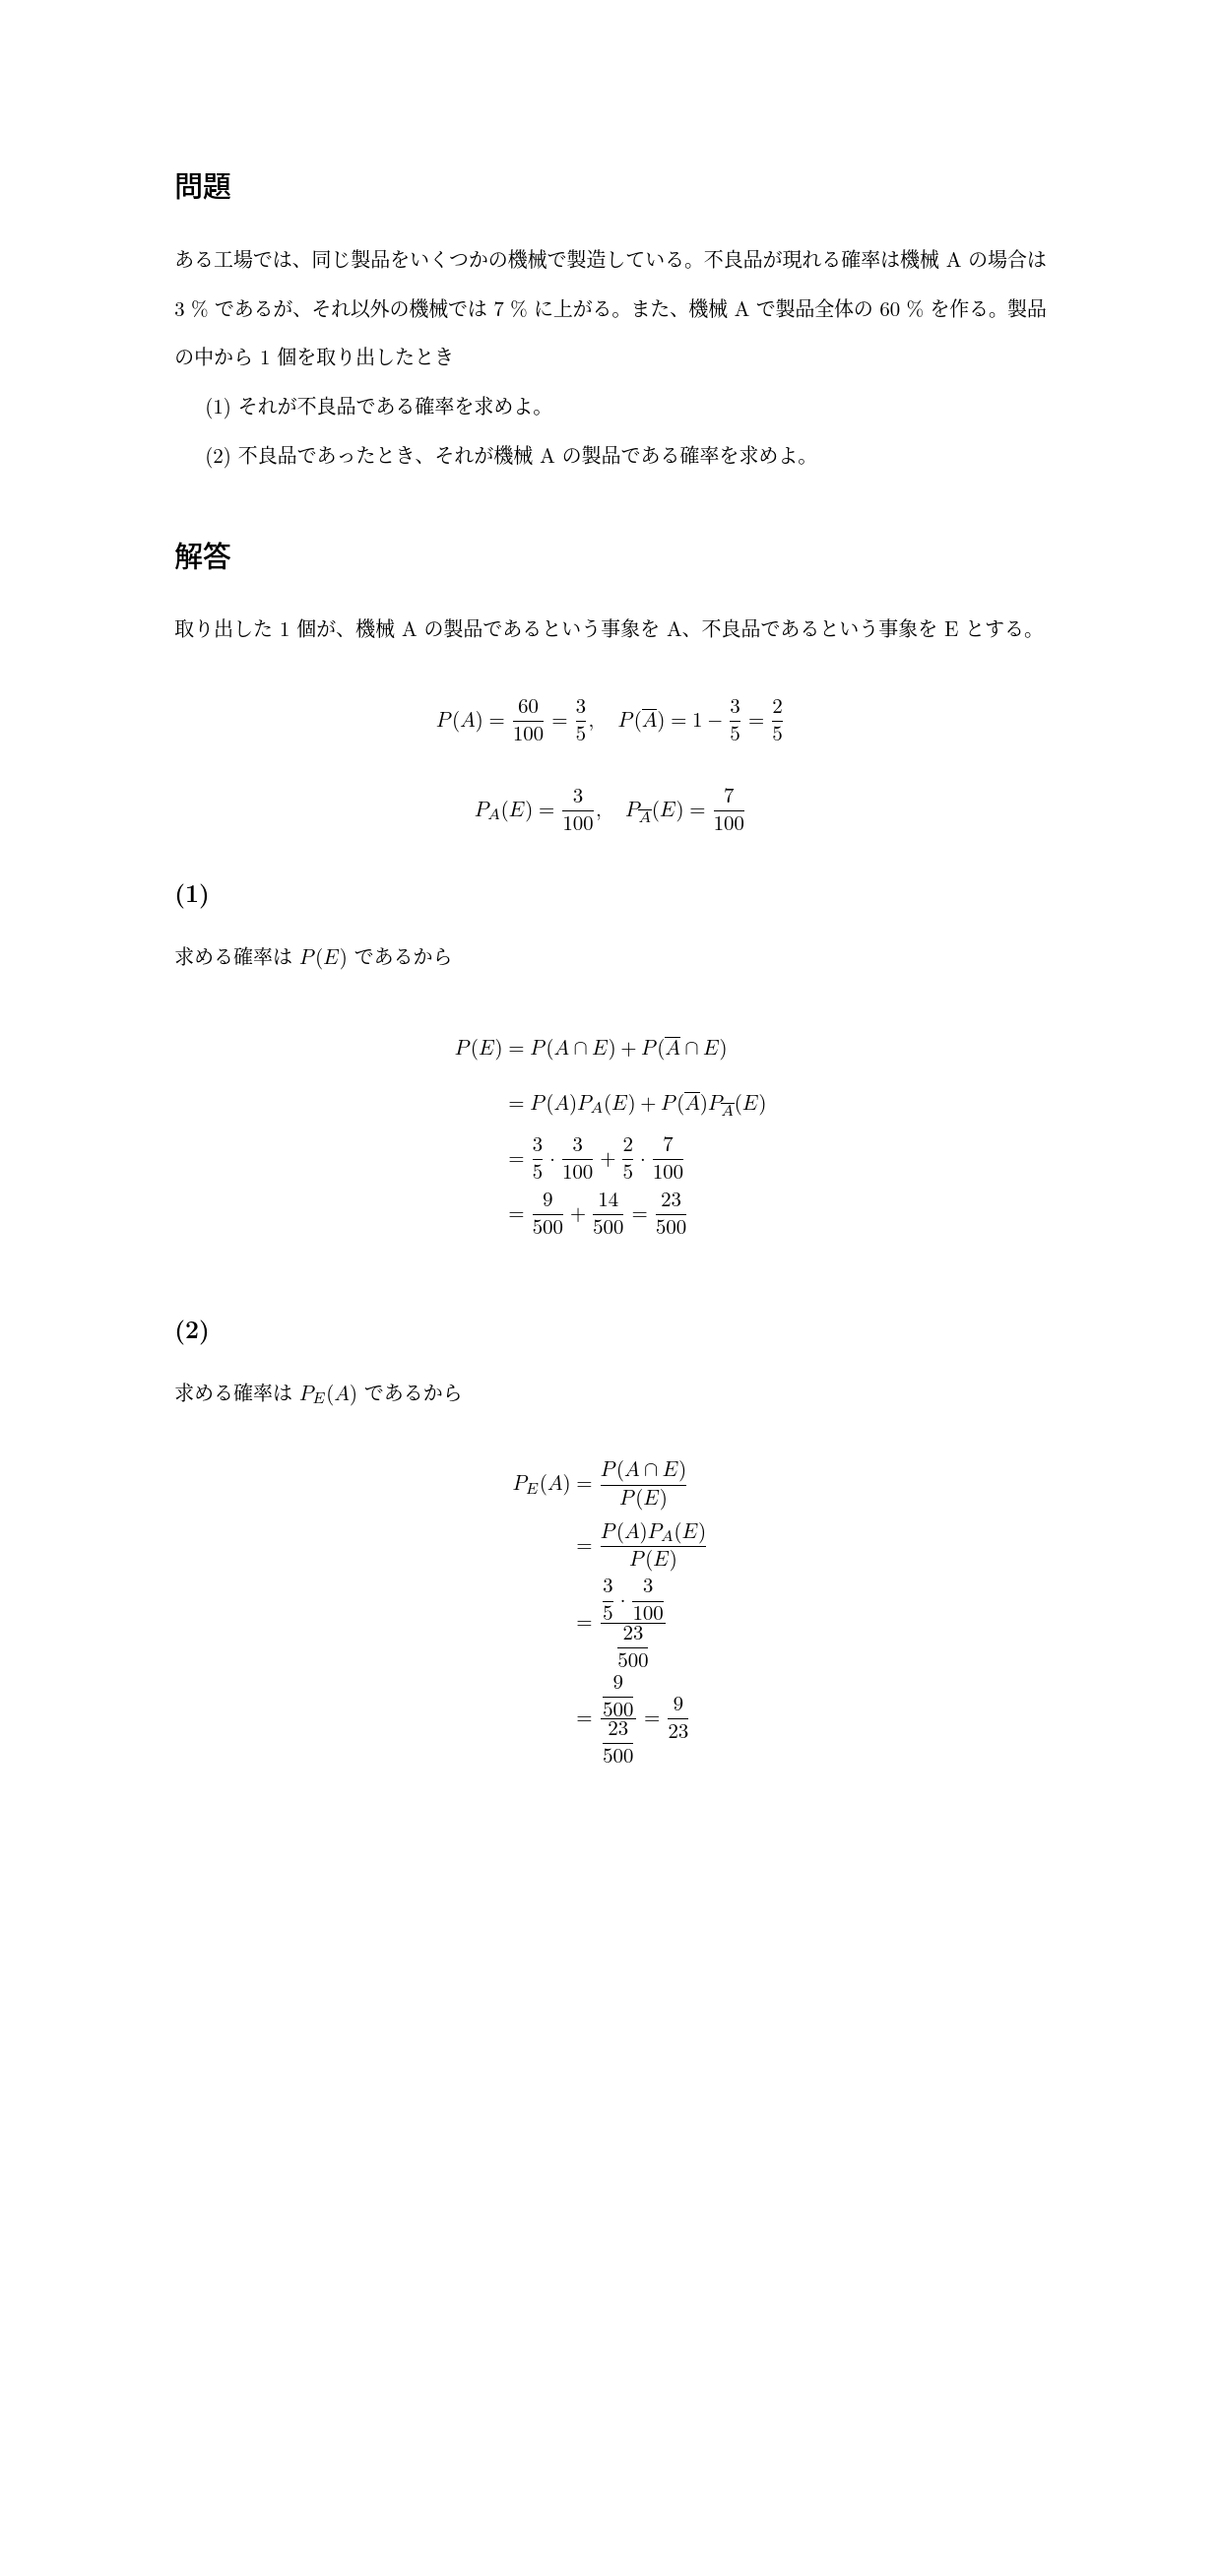 問題
ある工場では、同じ製品をいくつかの機械で製造している。不良品が現れる確率は機械 A の場合は
3 % であるが、それ以外の機械では 7 % に上がる。また、機械 A で製品全体の 60 % を作る。製品
の中から 1 個を取り出したとき
(1) それが不良品である確率を求めよ。
(2) 不良品であったとき、それが機械 A の製品である確率を求めよ。
解答
取り出した 1 個が、機械 A の製品であるという事象を A、不良品であるという事象を E とする。
$P(A) = \frac{60}{100} = \frac{3}{5}, \quad P(\overline{A}) = 1 - \frac{3}{5} = \frac{2}{5}$
$P_A(E) = \frac{3}{100}, \quad P_{\overline{A}}(E) = \frac{7}{100}$
(1)
求める確率は $P(E)$ であるから
$P(E) = P(A \cap E) + P(\overline{A} \cap E)$
$= P(A)P_A(E) + P(\overline{A})P_{\overline{A}}(E)$
$= \frac{3}{5} \cdot \frac{3}{100} + \frac{2}{5} \cdot \frac{7}{100}$
$= \frac{9}{500} + \frac{14}{500} = \frac{23}{500}$
(2)
求める確率は $P_E(A)$ であるから
$P_E(A) = \frac{P(A \cap E)}{P(E)}$
$= \frac{P(A)P_A(E)}{P(E)}$
$= \frac{\frac{3}{5} \cdot \frac{3}{100}}{\frac{23}{500}}$
$= \frac{\frac{9}{500}}{\frac{23}{500}} = \frac{9}{23}$